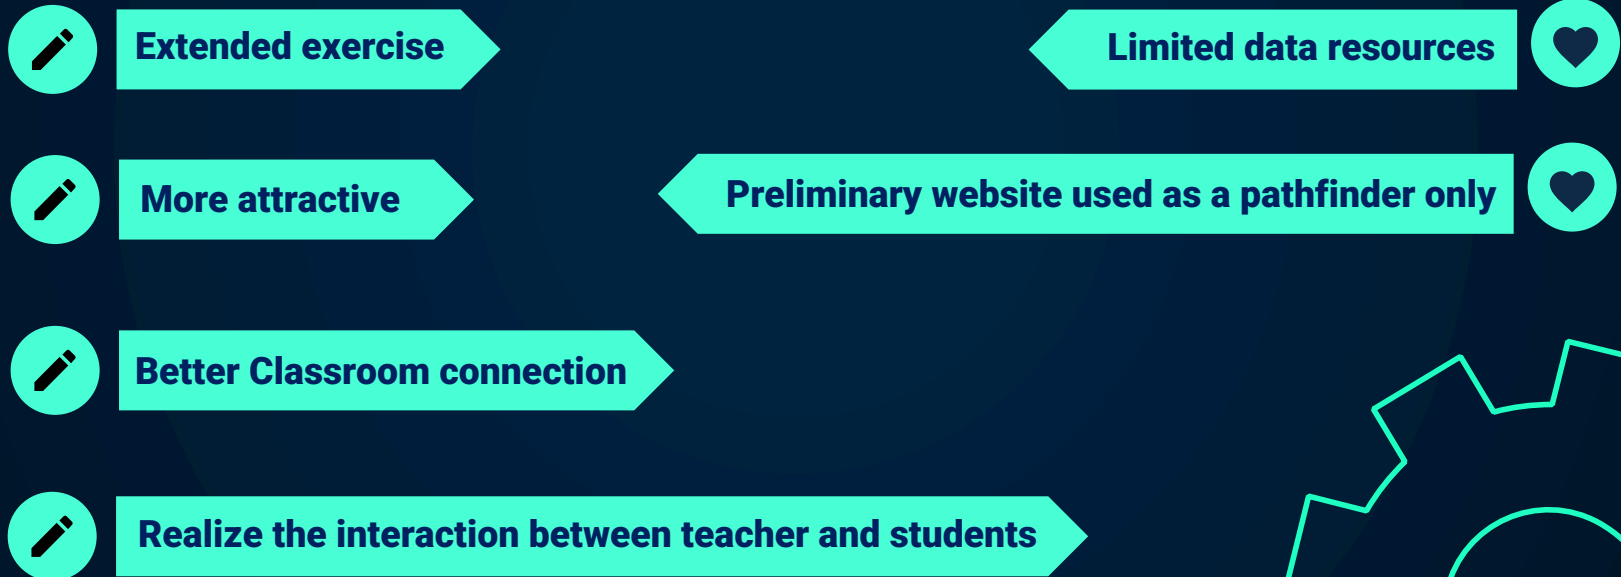 Extended exercise
Limited data resources
More attractive
Preliminary website used as a pathfinder only
Better Classroom connection
Realize the interaction between teacher and students